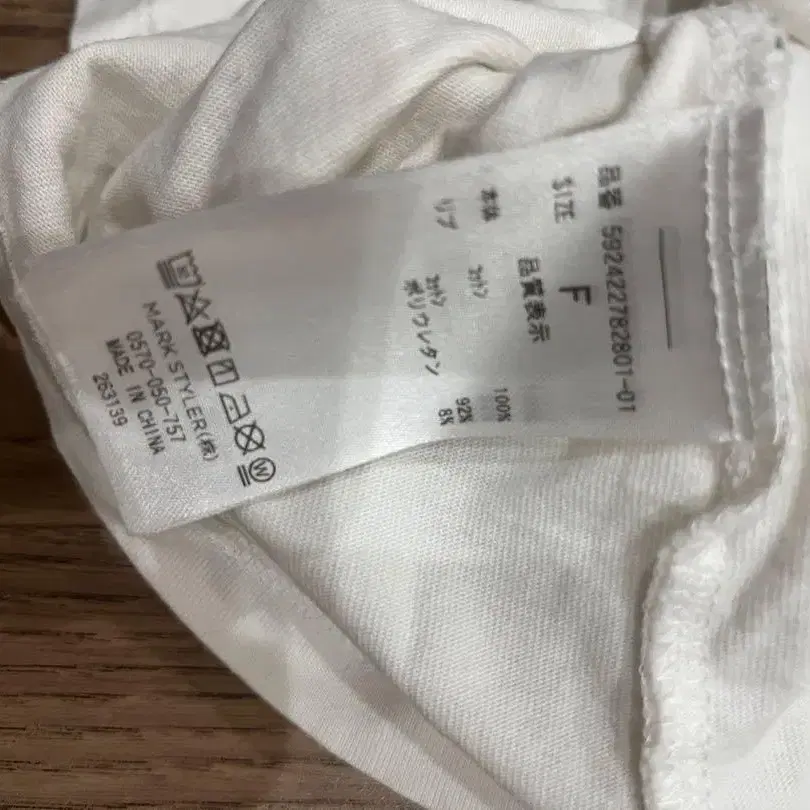 品番 592422782801-01
SIZE F
品質表示
本体 コットン 100%
リブ コットン 92%
ポリウレタン 8%
MARK STYLER(株)
0570-050-757
MADE IN CHINA
263139